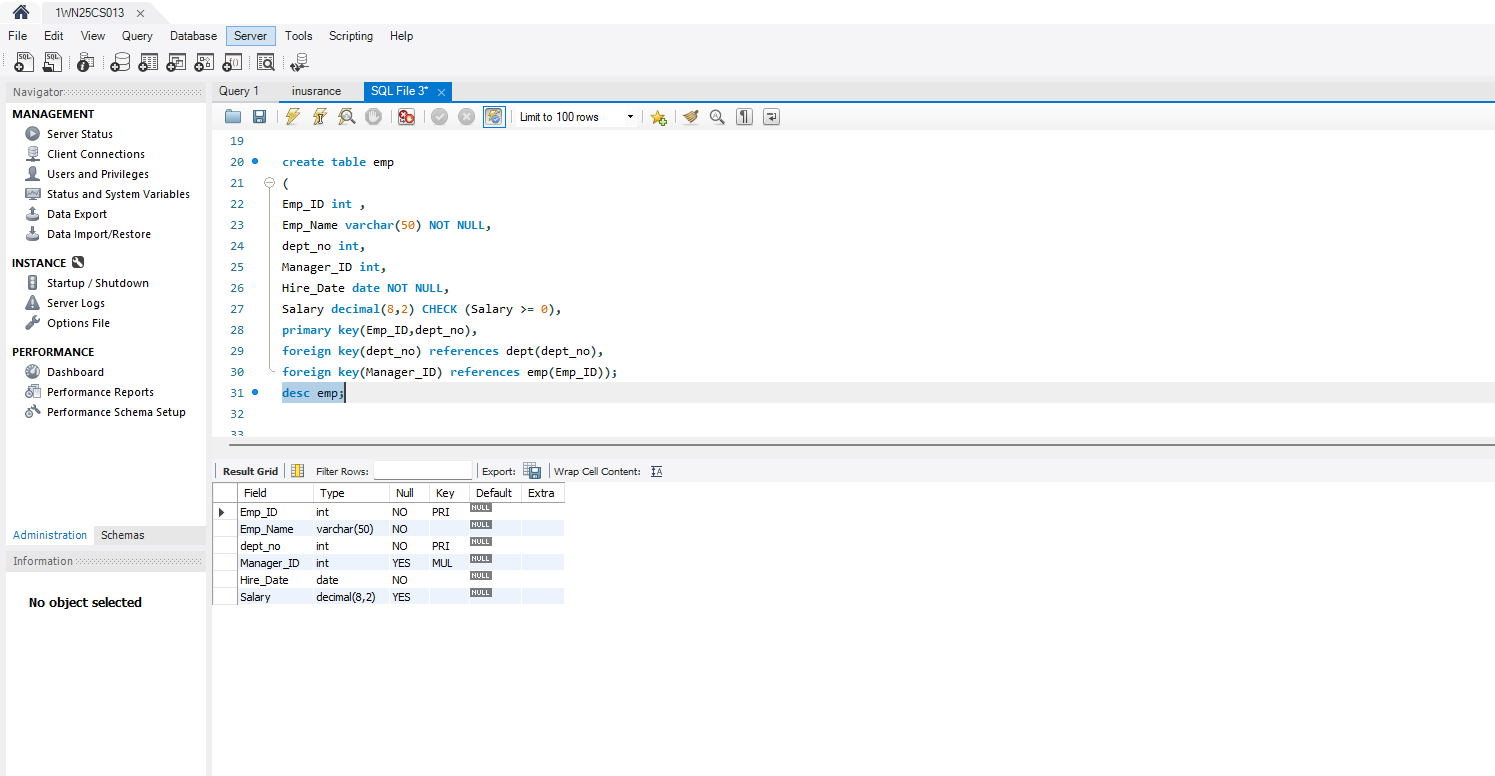 1WN25CS013
File Edit View Query Database Server Tools Scripting Help
Navigator
MANAGEMENT
Server Status
Client Connections
Users and Privileges
Status and System Variables
Data Export
Data Import/Restore
INSTANCE
Startup / Shutdown
Server Logs
Options File
PERFORMANCE
Dashboard
Performance Reports
Performance Schema Setup
Administration Schemas
Information
No object selected
Query 1 inusrance SQL File 3*
Limit to 100 rows
19
20 create table emp
21 (
22 Emp_ID int ,
23 Emp_Name varchar(50) NOT NULL,
24 dept_no int,
25 Manager_ID int,
26 Hire_Date date NOT NULL,
27 Salary decimal(8,2) CHECK (Salary >= 0),
28 primary key(Emp_ID,dept_no),
29 foreign key(dept_no) references dept(dept_no),
30 foreign key(Manager_ID) references emp(Emp_ID));
31 desc emp;
32
33
Result Grid Filter Rows: Export: Wrap Cell Content:
Field Type Null Key Default Extra
Emp_ID int NO PRI NULL
Emp_Name varchar(50) NO NULL
dept_no int NO PRI NULL
Manager_ID int YES MUL NULL
Hire_Date date NO NULL
Salary decimal(8,2) YES NULL